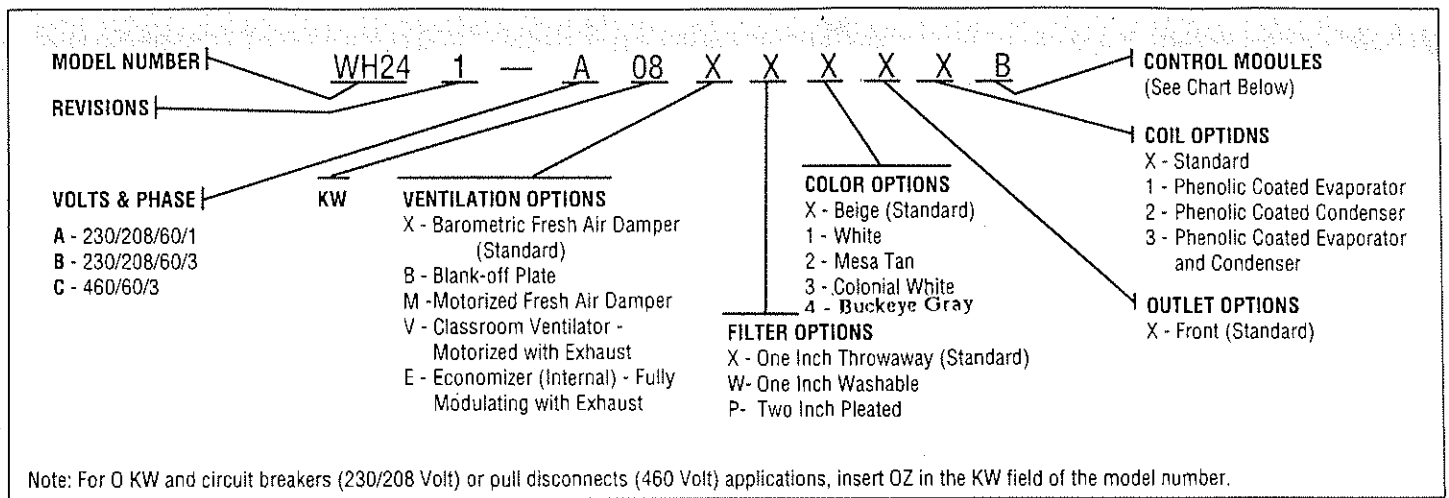 WH24 1 — A 08 X X X X X B
MODEL NUMBER
REVISIONS
CONTROL MODULES
(See Chart Below)
COIL OPTIDNS
X - Standard
1 - Phenolic Coated Evaporator
2 - Phenolic Coated Condenser
3 - Phenolic Coated Evaporator
and Condenser
OUTLET OPTIONS
X - Front (Standard)
VOLTS & PHASE
A - 230/208/60/1
B - 230/208/60/3
C - 460/60/3
KW
VENTILATION OPTIONS
X - Barometric Fresh Air Damper
(Standard)
B - Blank-off Plate
M -Motorized Fresh Air Damper
V - Classroom Ventilator -
Motorized with Exhaust
E - Economizer (Internal) - Fully
Modulating with Exhaust
COLOR OPTIONS
X - Beige (Standard)
1 - White
2 - Mesa Tan
3 - Colonial White
4 - Buckeye Gray
FILTER OPTIONS
X - One Inch Throwaway (Standard)
W- One Inch Washable
P- Two Inch Pleated
Note: For O KW and circuit breakers (230/208 Volt) or pull disconnects (460 Volt) applications, insert OZ in the KW field of the model number.